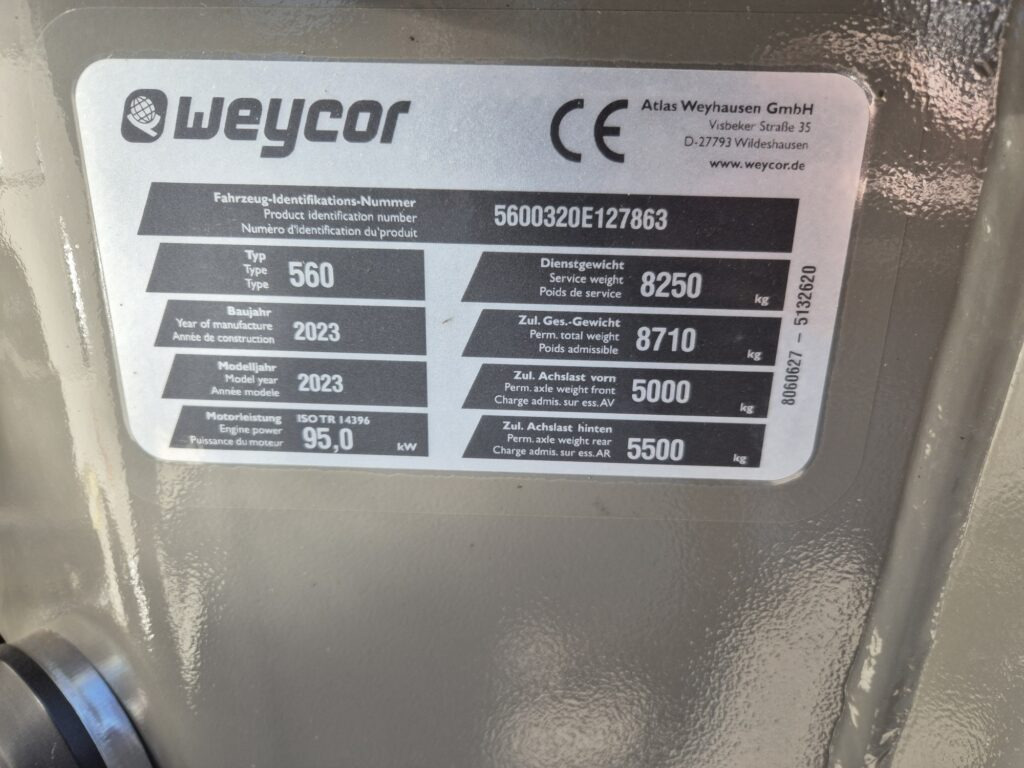 weycor
CE
Atlas Weyhausen GmbH
Visbeker Straße 35
D-27793 Wildeshausen
www.weycor.de
Fahrzeug-Identifikations-Nummer
Product identification number
Numèro d'identification du'produit
5600320E127863
Typ
Type
Type
560
Baujahr
Year of manufacture
Année de construction
2023
Modelljahr
Model year
Année modele
2023
Motorleistung ISO TR 14396
Engine power
Puissance du moteur
95,0 kW
Dienstgewicht
Service weight
Poids de service
8250 kg
Zul. Ges.-Gewicht
Perm. total weight
Poids admissible
8710 kg
Zul. Achslast vorn
Perm. axle weight front
Charge admis. sur ess. AV
5000 kg
Zul. Achslast hinten
Perm. axle weight rear
Charge admis. sur ess. AR
5500 kg
8060627 – 5132620